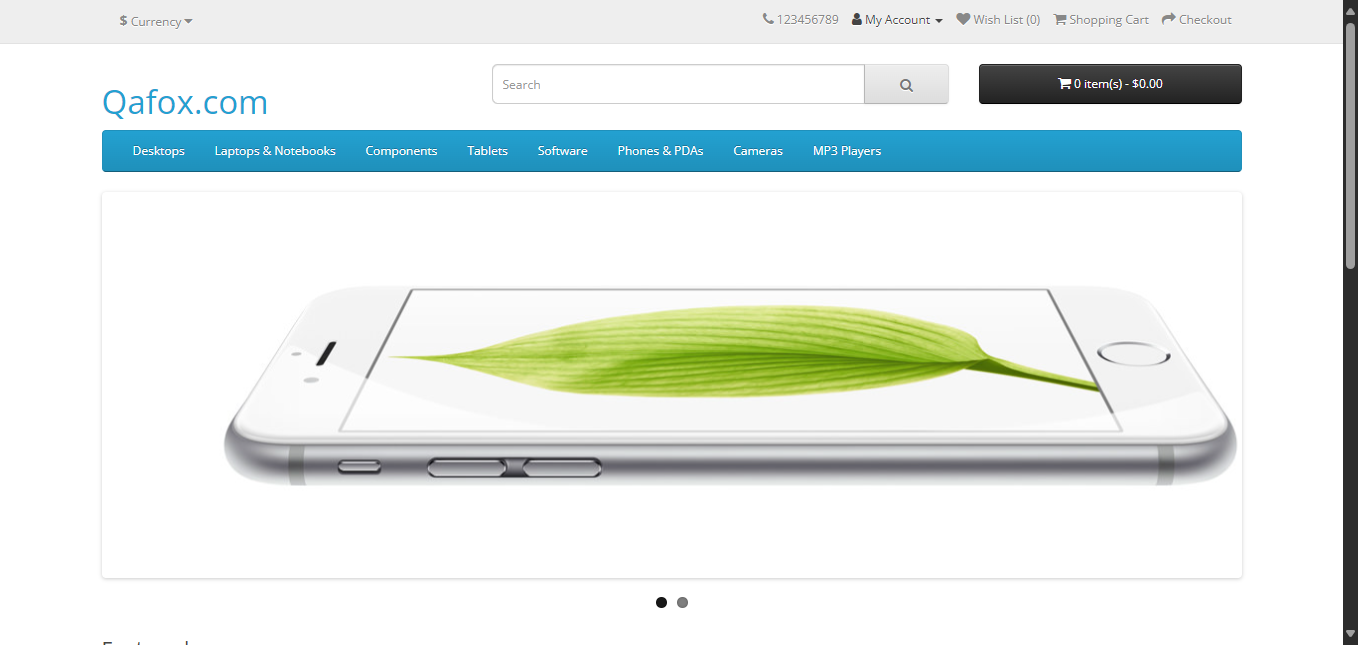 $ Currency
123456789 My Account Wish List (0) Shopping Cart Checkout
Qafox.com
Search
0 item(s) - $0.00
Desktops Laptops & Notebooks Components Tablets Software Phones & PDAs Cameras MP3 Players